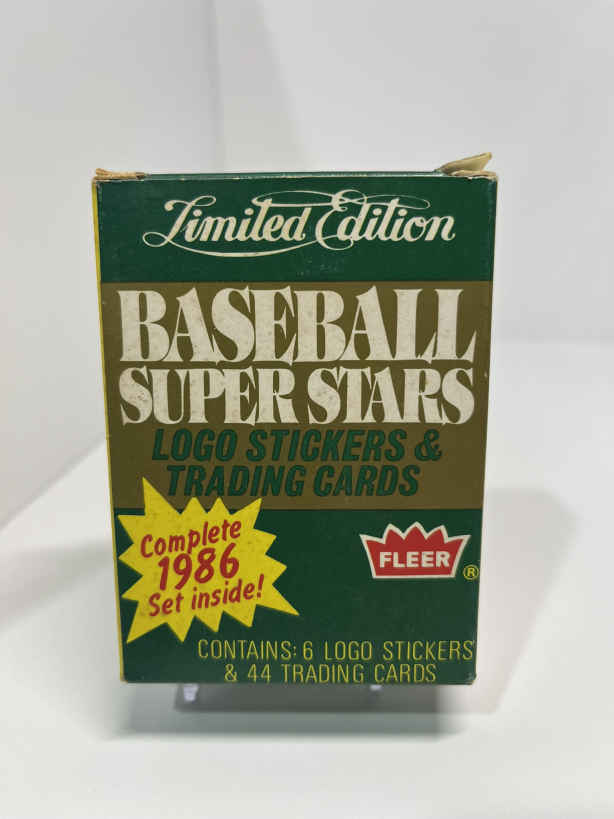 Limited Edition
BASEBALL
SUPER STARS
LOGO STICKERS &
TRADING CARDS
Complete
1986
Set inside!
FLEER ®
CONTAINS: 6 LOGO STICKERS
& 44 TRADING CARDS